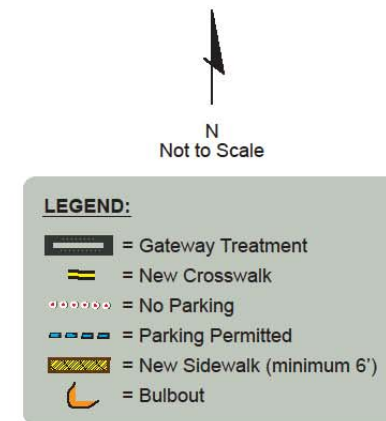 N
Not to Scale
LEGEND:
= Gateway Treatment
= New Crosswalk
= No Parking
= Parking Permitted
= New Sidewalk (minimum 6')
= Bulbout